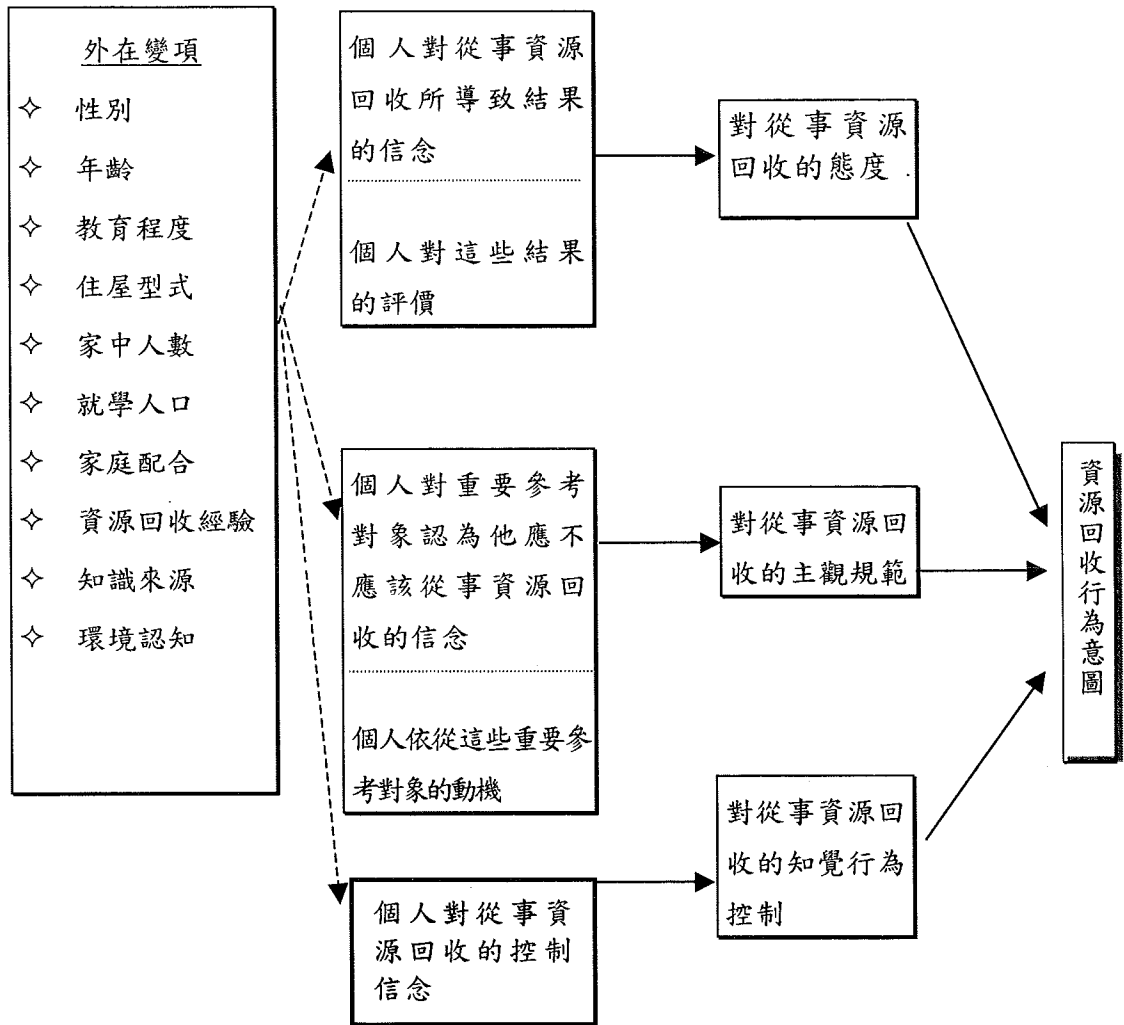 外在變項
✧ 性別
✧ 年齡
✧ 教育程度
✧ 住屋型式
✧ 家中人數
✧ 就學人口
✧ 家庭配合
✧ 資源回收經驗
✧ 知識來源
✧ 環境認知
個人對從事資源
回收所導致結果
的信念
個人對這些結果
的評價
個人對重要參考
對象認為他應不
應該從事資源回
收的信念
個人依從這些重要參
考對象的動機
個人對從事資
源回收的控制
信念
對從事資源
回收的態度
對從事資源回
收的主觀規範
對從事資源回
收的知覺行為
控制
資源回收行為意圖